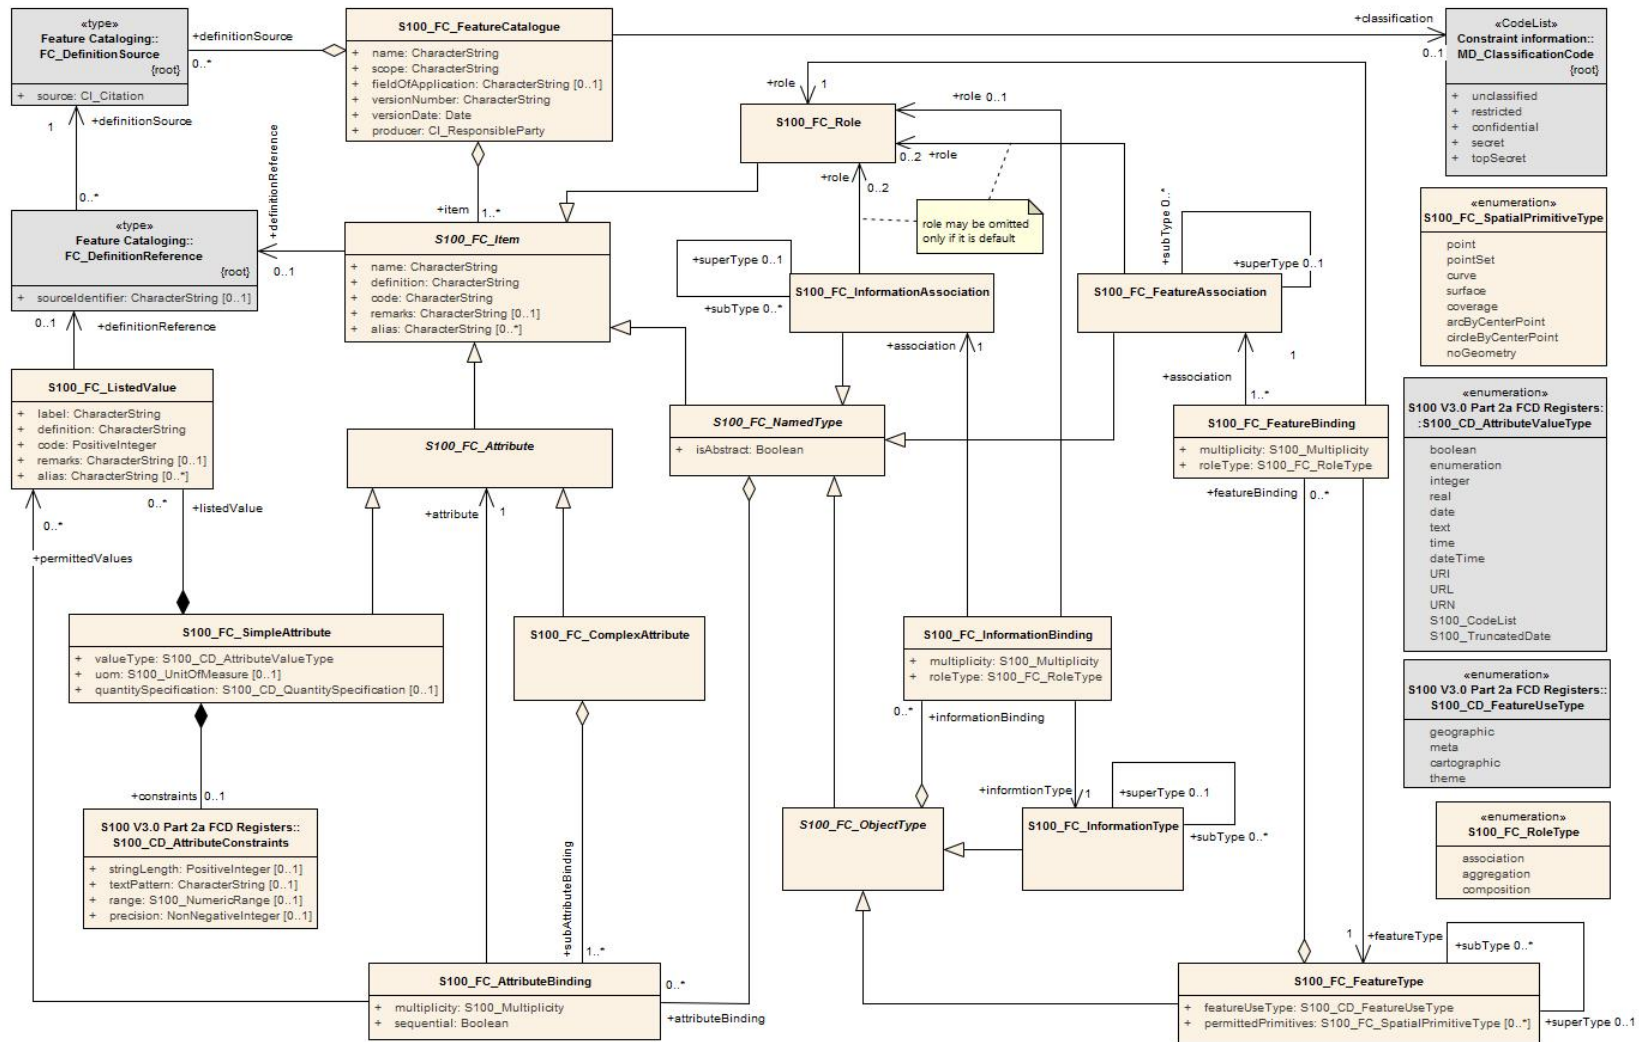 «type»
Feature Cataloging::
FC_DefinitionSource
{root}
+ source: CI_Citation
+definitionSource
0..*
S100_FC_FeatureCatalogue
+ name: CharacterString
+ scope: CharacterString
+ fieldOfApplication: CharacterString [0..1]
+ versionNumber: CharacterString
+ versionDate: Date
+ producer: CI_ResponsibleParty
+classification
0..1
«CodeList»
Constraint information::
MD_ClassificationCode
{root}
+ unclassified
+ restricted
+ confidential
+ secret
+ topSecret
1
+definitionSource
0..*
+definitionReference
0..1
+item
1..*
+role
1
+role 0..1
S100_FC_Role
0..2 +role
+role
0..2
role may be omitted
only if it is default
«type»
Feature Cataloging::
FC_DefinitionReference
{root}
+ sourceIdentifier: CharacterString [0..1]
S100_FC_Item
+ name: CharacterString
+ definition: CharacterString
+ code: CharacterString
+ remarks: CharacterString [0..1]
+ alias: CharacterString [0..*]
+superType 0..1
+subType 0..*
S100_FC_InformationAssociation
+subType 0..*
+superType 0..1
S100_FC_FeatureAssociation
«enumeration»
S100_FC_SpatialPrimitiveType
point
pointSet
curve
surface
coverage
arcByCenterPoint
circleByCenterPoint
noGeometry
0..1
+definitionReference
+association
1
1
+association
1..*
S100_FC_ListedValue
+ label: CharacterString
+ definition: CharacterString
+ code: PositiveInteger
+ remarks: CharacterString [0..1]
+ alias: CharacterString [0..*]
S100_FC_Attribute
S100_FC_NamedType
+ isAbstract: Boolean
S100_FC_FeatureBinding
+ multiplicity: S100_Multiplicity
+ roleType: S100_FC_RoleType
«enumeration»
S100 V3.0 Part 2a FCD Registers:
:S100_CD_AttributeValueType
boolean
enumeration
integer
real
date
text
time
dateTime
URI
URL
URN
S100_CodeList
S100_TruncatedDate
0..*
+permittedValues
0..*
+listedValue
+attribute
1
+featureBinding
0..*
S100_FC_SimpleAttribute
+ valueType: S100_CD_AttributeValueType
+ uom: S100_UnitOfMeasure [0..1]
+ quantitySpecification: S100_CD_QuantitySpecification [0..1]
S100_FC_ComplexAttribute
S100_FC_InformationBinding
+ multiplicity: S100_Multiplicity
+ roleType: S100_FC_RoleType
«enumeration»
S100 V3.0 Part 2a FCD Registers::
S100_CD_FeatureUseType
geographic
meta
cartographic
theme
0..*
+informationBinding
+informtionType
1
+constraints 0..1
S100 V3.0 Part 2a FCD Registers::
S100_CD_AttributeConstraints
+ stringLength: PositiveInteger [0..1]
+ textPattern: CharacterString [0..1]
+ range: S100_NumericRange [0..1]
+ precision: NonNegativeInteger [0..1]
S100_FC_ObjectType
S100_FC_InformationType
+superType 0..1
+subType 0..*
«enumeration»
S100_FC_RoleType
association
aggregation
composition
+subAttributeBinding
1..*
0..*
+attributeBinding
S100_FC_AttributeBinding
+ multiplicity: S100_Multiplicity
+ sequential: Boolean
1
+featureType
+subType 0..*
S100_FC_FeatureType
+ featureUseType: S100_CD_FeatureUseType
+ permittedPrimitives: S100_FC_SpatialPrimitiveType [0..*]
+superType 0..1